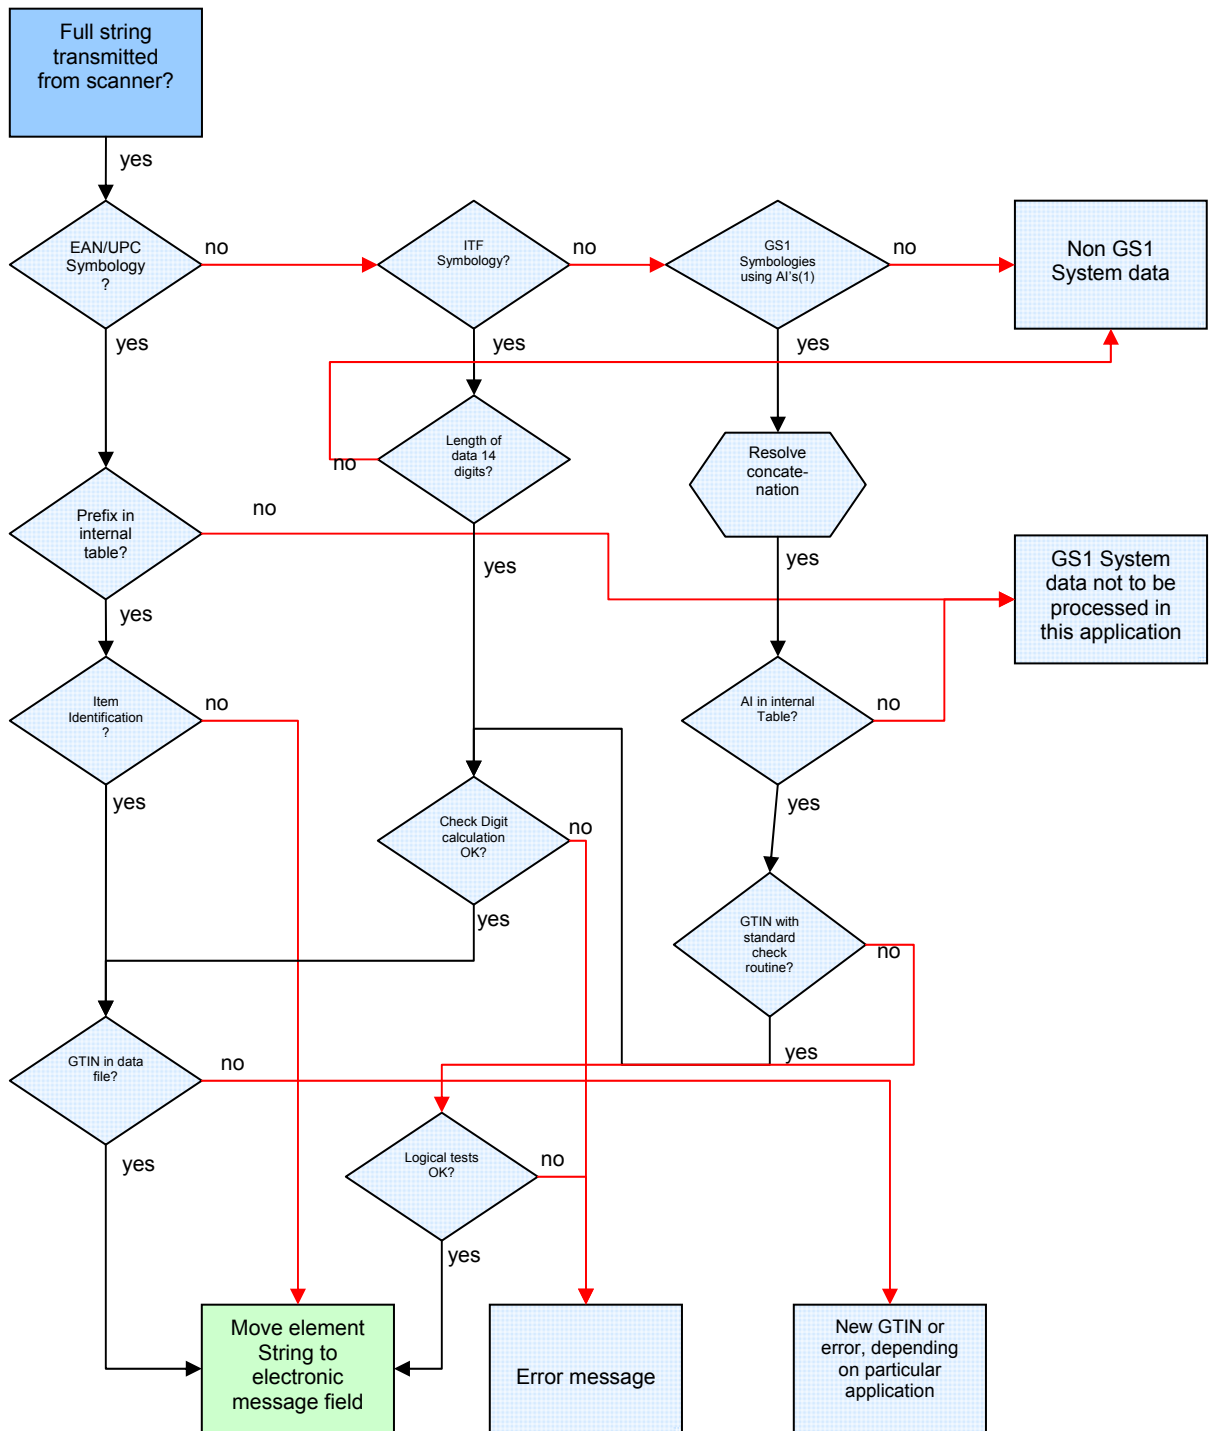 Full string
transmitted
from scanner?
yes
EAN/UPC
Symbology
?
no
ITF
Symbology?
no
GS1
Symbologies
using AI's(1)
no
Non GS1
System data
yes
yes
yes
Length of
data 14
digits?
no
Resolve
concate-
nation
Prefix in
internal
table?
no
yes
yes
GS1 System
data not to be
processed in
this application
yes
Item
Identification
?
no
AI in internal
Table?
no
yes
yes
Check Digit
calculation
OK?
no
yes
GTIN with
standard
check
routine?
no
yes
GTIN in data
file?
no
yes
Logical tests
OK?
no
yes
Move element
String to
electronic
message field
Error message
New GTIN or
error, depending
on particular
application